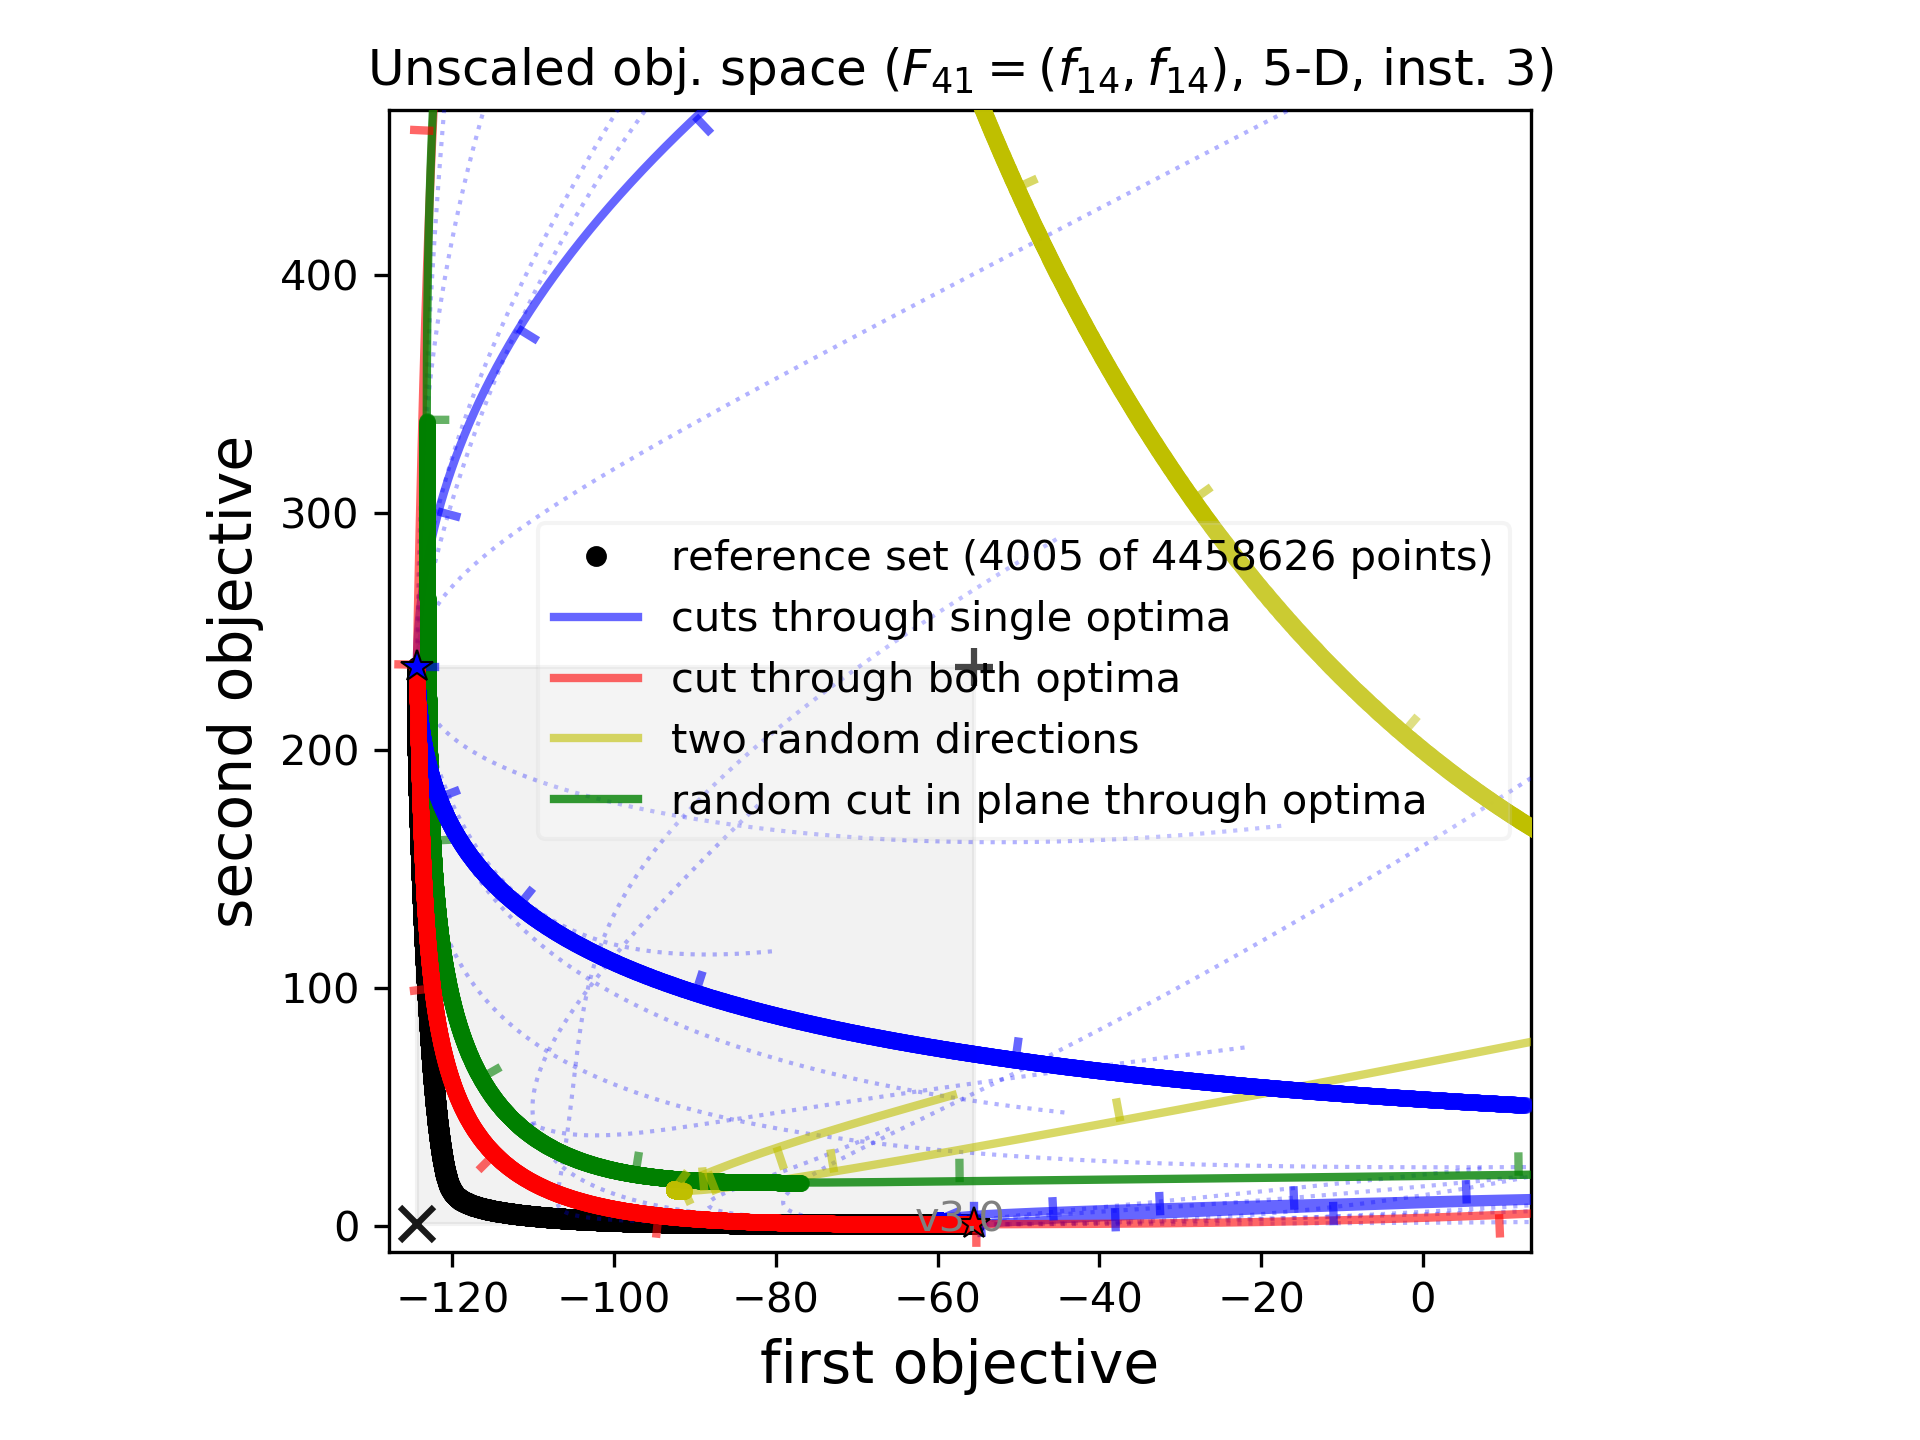 Unscaled obj. space (F₄₁ = (f₁₄, f₁₄), 5-D, inst. 3)
second objective
400
300
200
100
0
reference set (4005 of 4458626 points)
cuts through single optima
cut through both optima
two random directions
random cut in plane through optima
v3.0
−120 −100 −80 −60 −40 −20 0
first objective